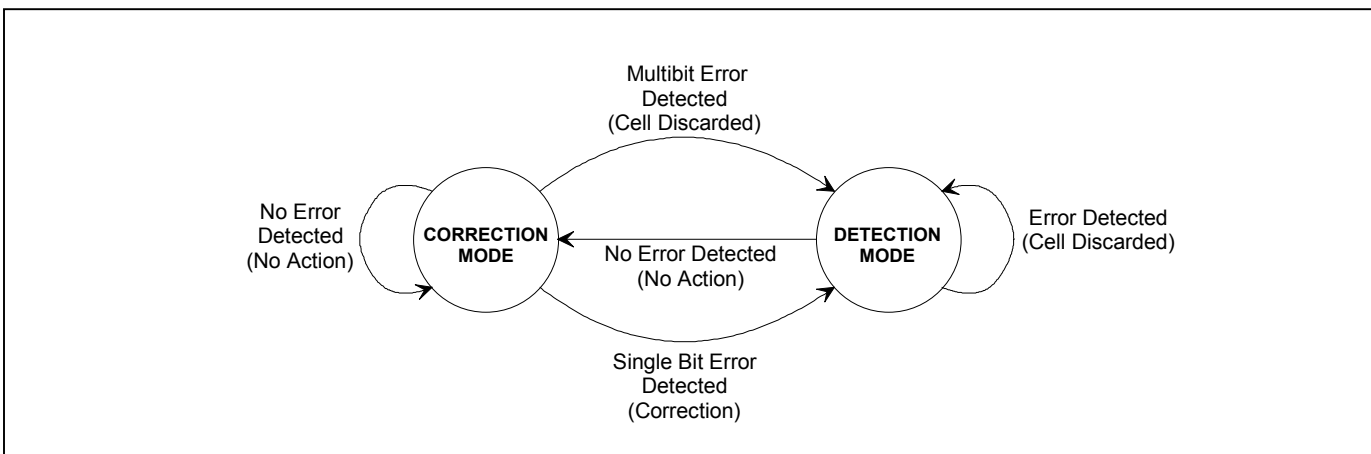 Multibit Error
Detected
(Cell Discarded)
No Error
Detected
(No Action)
CORRECTION
MODE
No Error Detected
(No Action)
DETECTION
MODE
Error Detected
(Cell Discarded)
Single Bit Error
Detected
(Correction)